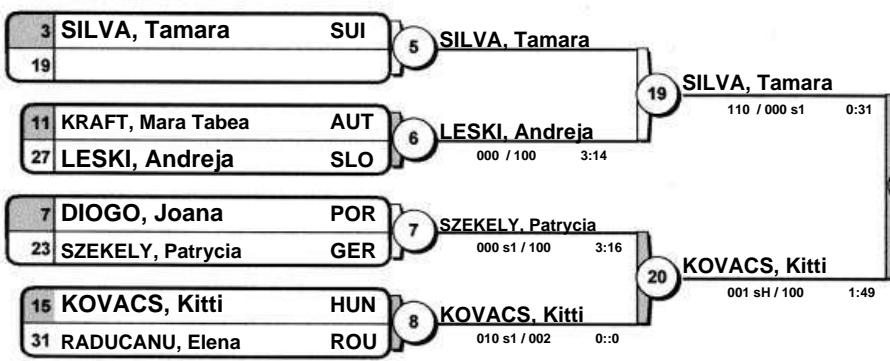 3 SILVA, Tamara SUI
19
5
SILVA, Tamara
11 KRAFT, Mara Tabea AUT
27 LESKI, Andreja SLO
6
LESKI, Andreja
000 / 100 3:14
19
SILVA, Tamara
110 / 000 s1 0:31
7 DIOGO, Joana POR
23 SZEKELY, Patrycia GER
7
SZEKELY, Patrycia
000 s1 / 100 3:16
15 KOVACS, Kitti HUN
31 RADUCANU, Elena ROU
8
KOVACS, Kitti
010 s1 / 002 0::0
20
KOVACS, Kitti
001 sH / 100 1:49